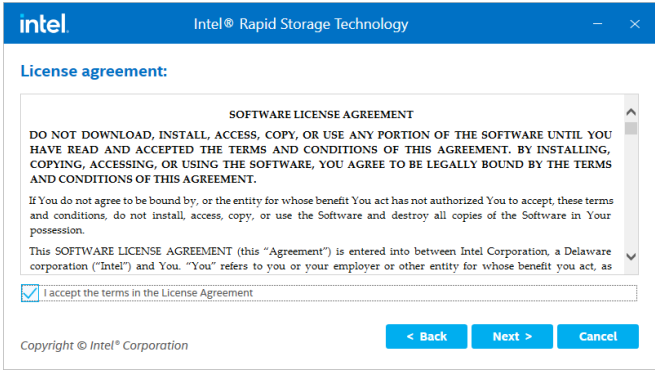 intel.
Intel® Rapid Storage Technology
License agreement:
SOFTWARE LICENSE AGREEMENT
DO NOT DOWNLOAD, INSTALL, ACCESS, COPY, OR USE ANY PORTION OF THE SOFTWARE UNTIL YOU
HAVE READ AND ACCEPTED THE TERMS AND CONDITIONS OF THIS AGREEMENT. BY INSTALLING,
COPYING, ACCESSING, OR USING THE SOFTWARE, YOU AGREE TO BE LEGALLY BOUND BY THE TERMS
AND CONDITIONS OF THIS AGREEMENT.
If You do not agree to be bound by, or the entity for whose benefit You act has not authorized You to accept, these terms
and conditions, do not install, access, copy, or use the Software and destroy all copies of the Software in Your
possession.
This SOFTWARE LICENSE AGREEMENT (this “Agreement”) is entered into between Intel Corporation, a Delaware
corporation (“Intel”) and You. “You” refers to you or your employer or other entity for whose benefit you act, as
I accept the terms in the License Agreement
< Back
Next >
Cancel
Copyright © Intel® Corporation